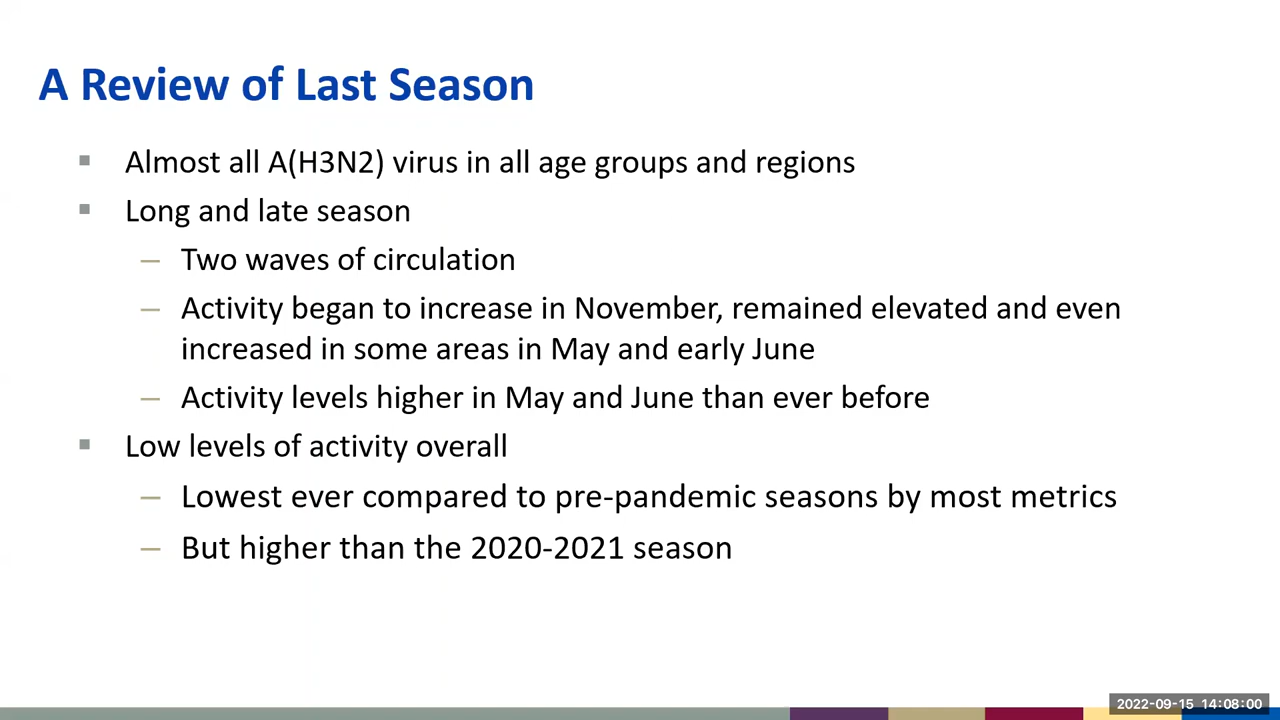 A Review of Last Season
▪ Almost all A(H3N2) virus in all age groups and regions
▪ Long and late season
– Two waves of circulation
– Activity began to increase in November, remained elevated and even
increased in some areas in May and early June
– Activity levels higher in May and June than ever before
▪ Low levels of activity overall
– Lowest ever compared to pre-pandemic seasons by most metrics
– But higher than the 2020-2021 season
2022-09-15 14:08:00